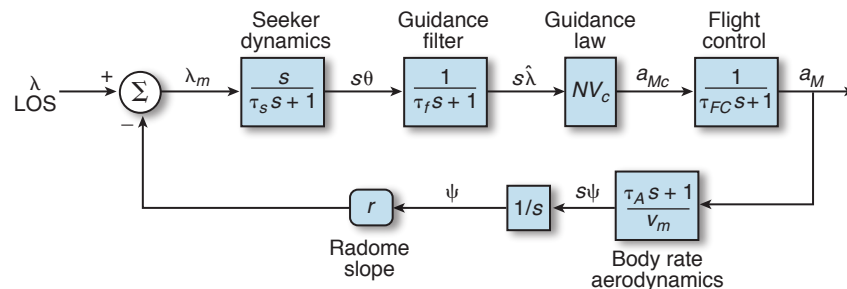 Seeker dynamics
Guidance filter
Guidance law
Flight control
λ
LOS
+
−
Σ
λm
s
τs s + 1
sθ
1
τf s + 1
sλ̂
NVc
aMc
1
τFC s + 1
aM
r
Radome slope
ψ
1/s
sψ
τA s + 1
vm
Body rate aerodynamics